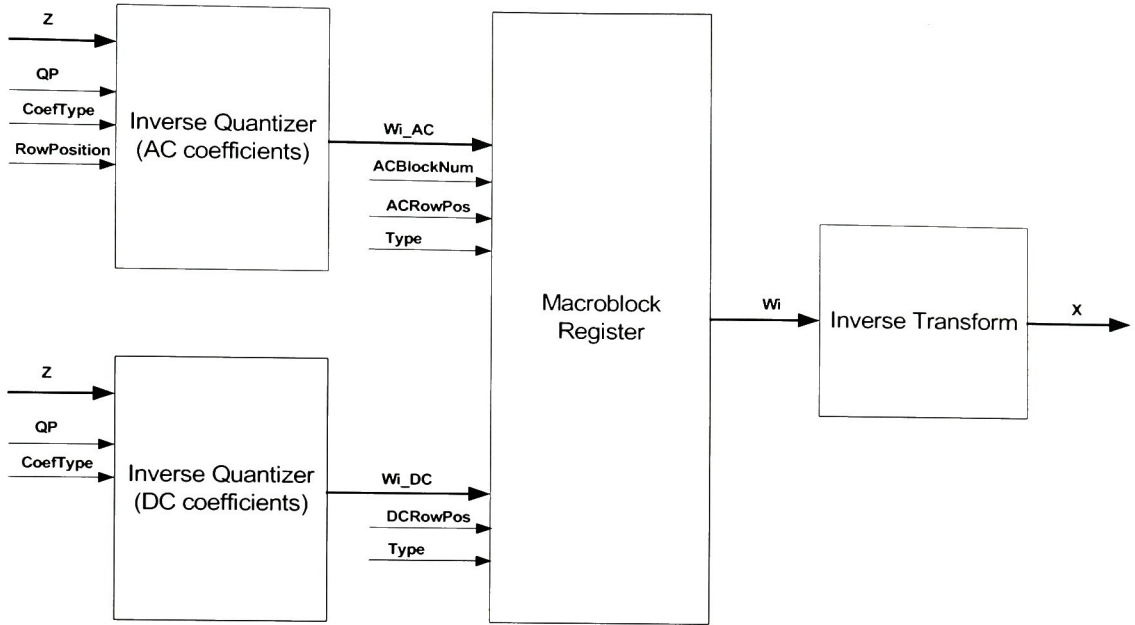 Z
QP
CoefType
RowPosition
Inverse Quantizer
(AC coefficients)
Wi_AC
ACBlockNum
ACRowPos
Type
Macroblock
Register
Wi
Inverse Transform
X
Z
QP
CoefType
Inverse Quantizer
(DC coefficients)
Wi_DC
DCRowPos
Type